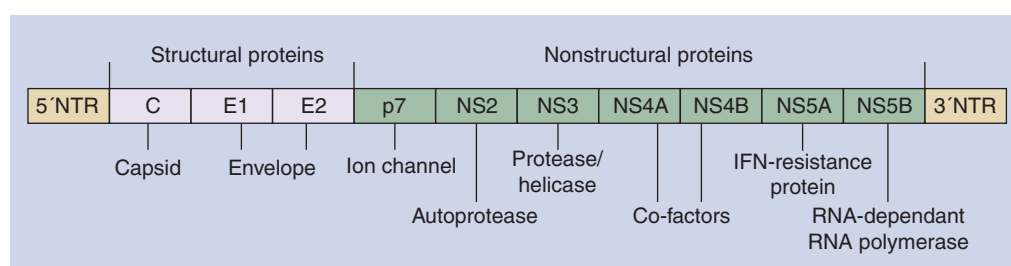 Structural proteins Nonstructural proteins
5´NTR C E1 E2 p7 NS2 NS3 NS4A NS4B NS5A NS5B 3´NTR
Capsid Envelope Ion channel Protease/
helicase IFN-resistance
protein
Autoprotease Co-factors RNA-dependant
RNA polymerase